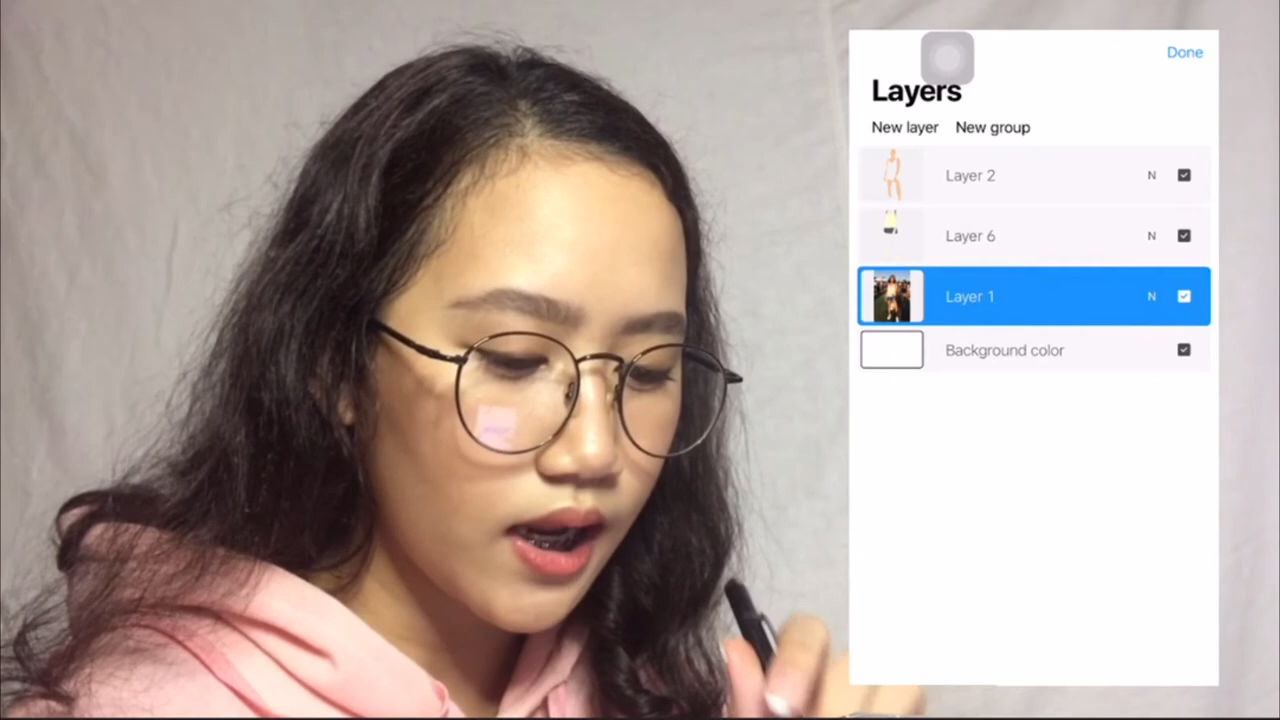 Done
Layers
New layer New group
Layer 2 N
Layer 6 N
Layer 1 N
Background color